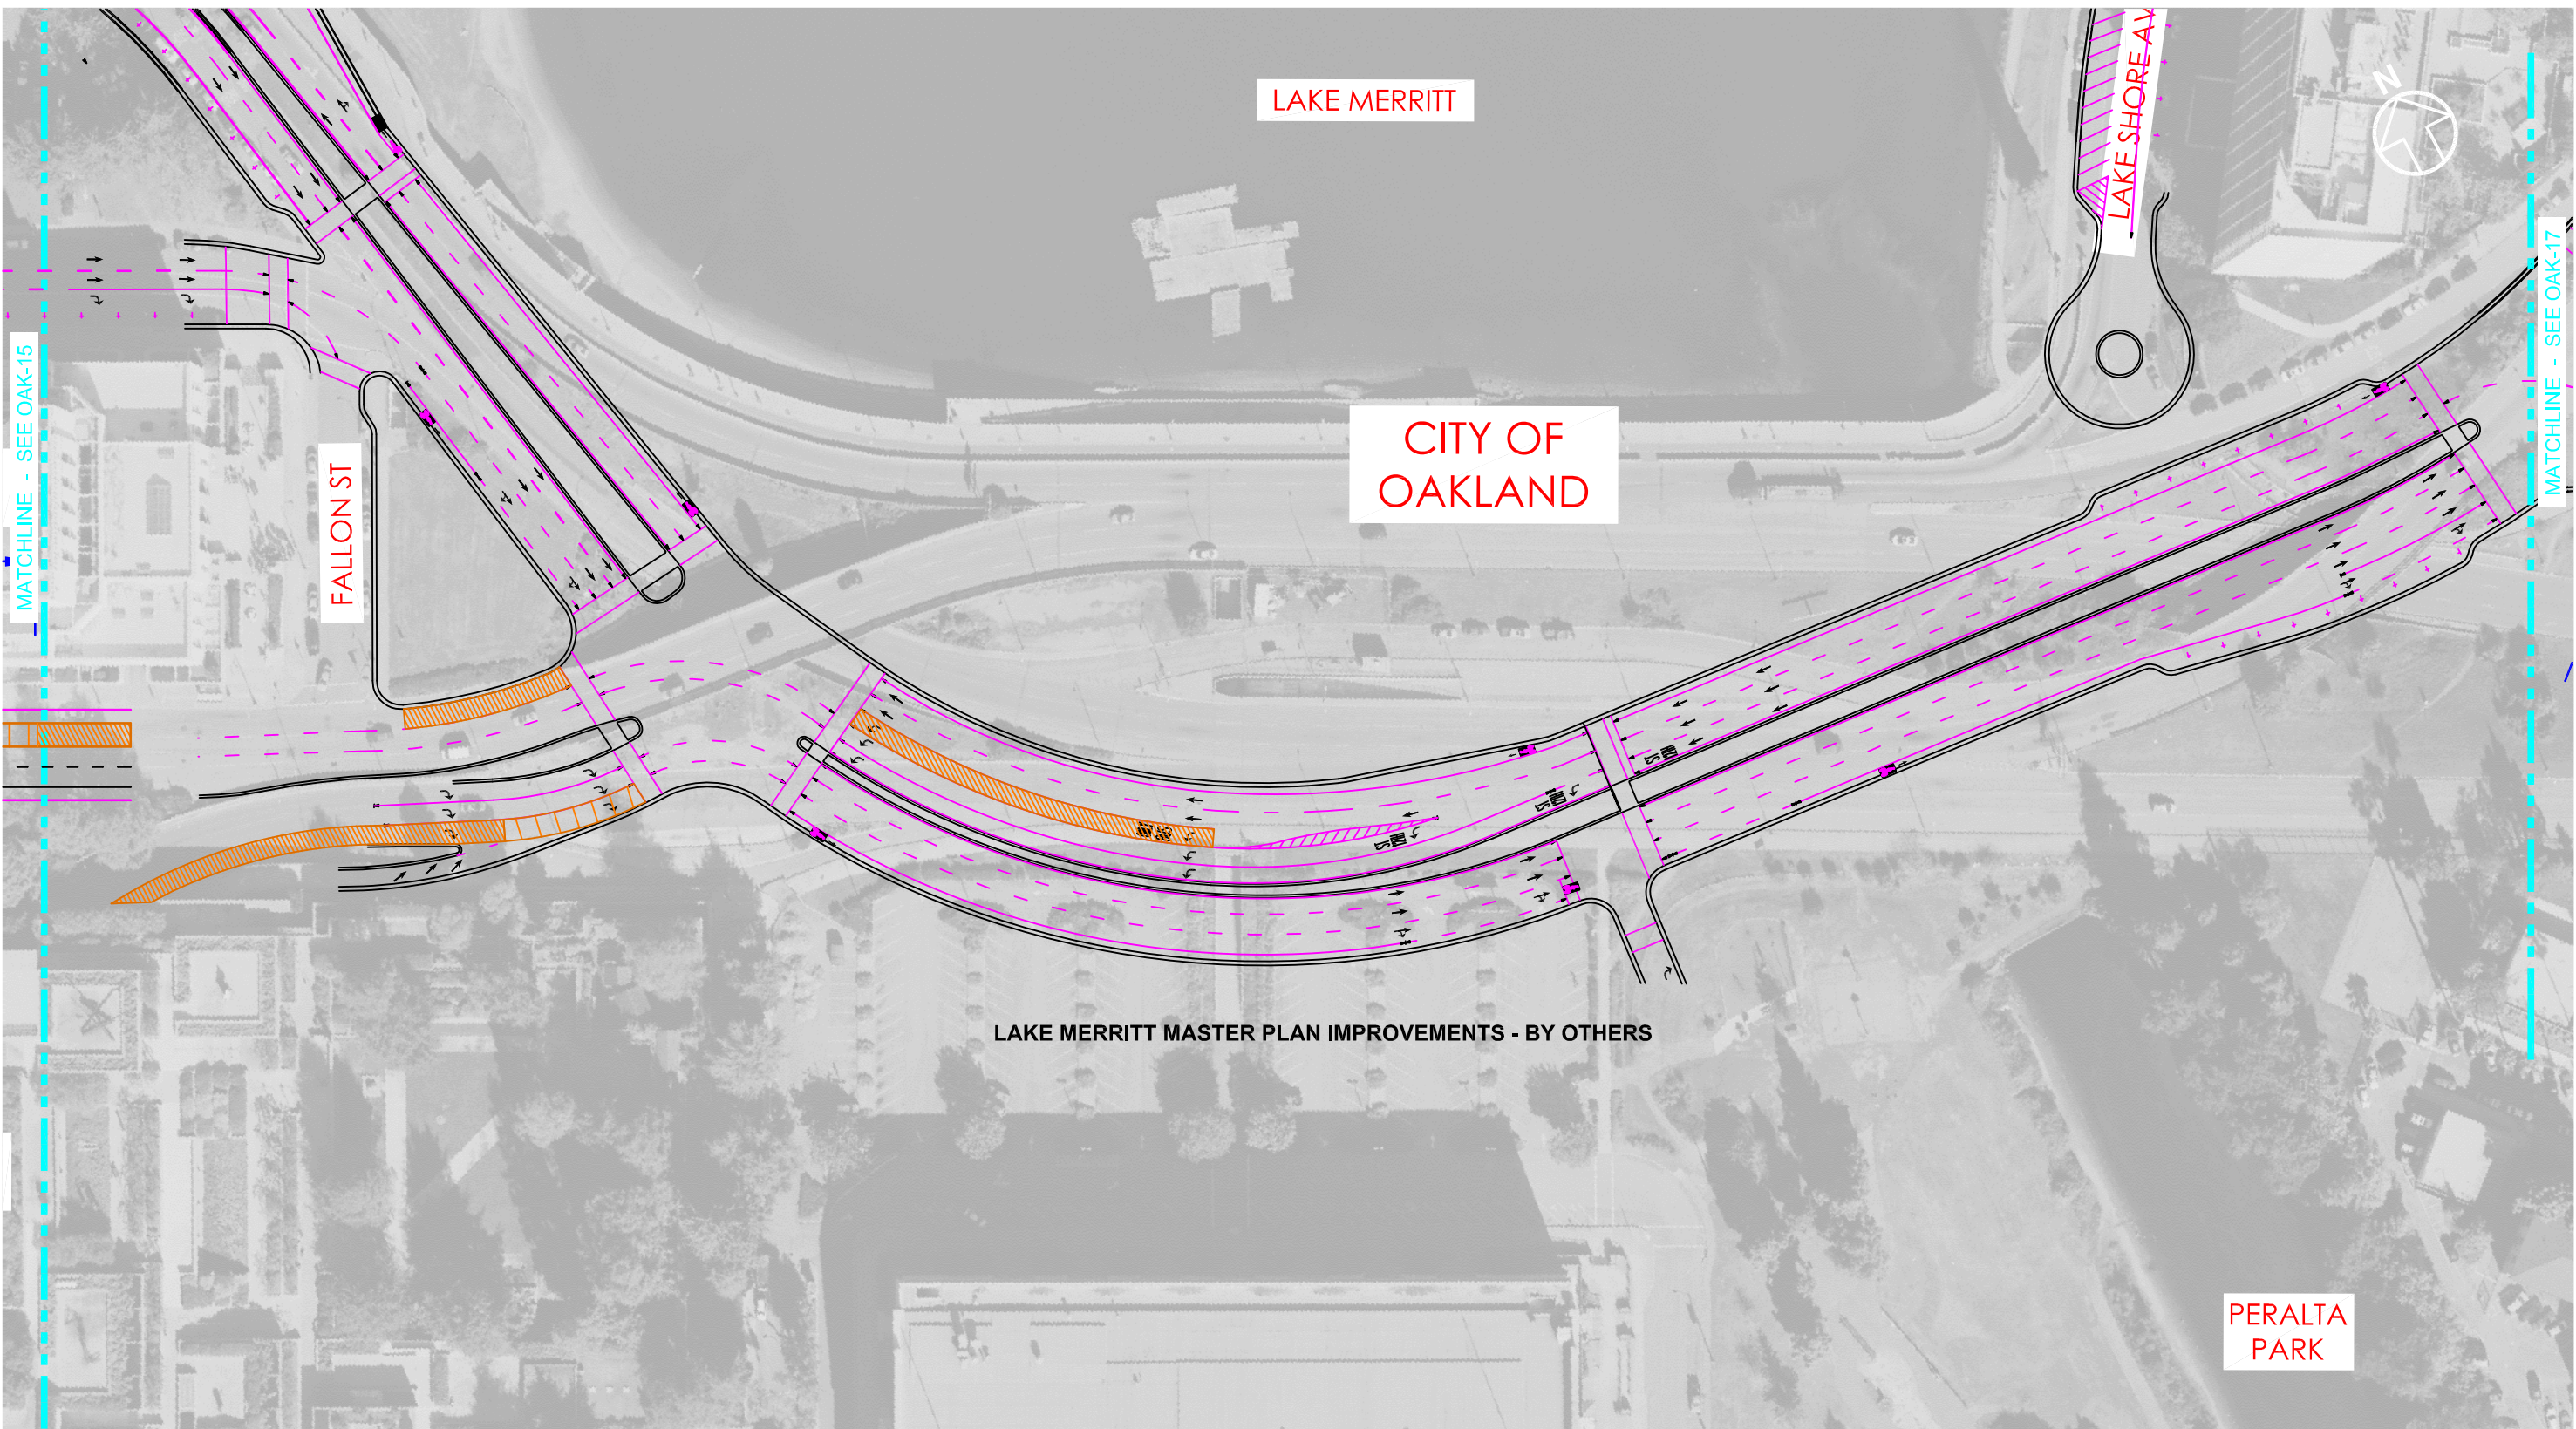 LAKE MERRITT
N
LAKE SHORE AV
CITY OF
OAKLAND
MATCHLINE - SEE OAK-15
FALLON ST
MATCHLINE - SEE OAK-17
LAKE MERRITT MASTER PLAN IMPROVEMENTS - BY OTHERS
PERALTA
PARK